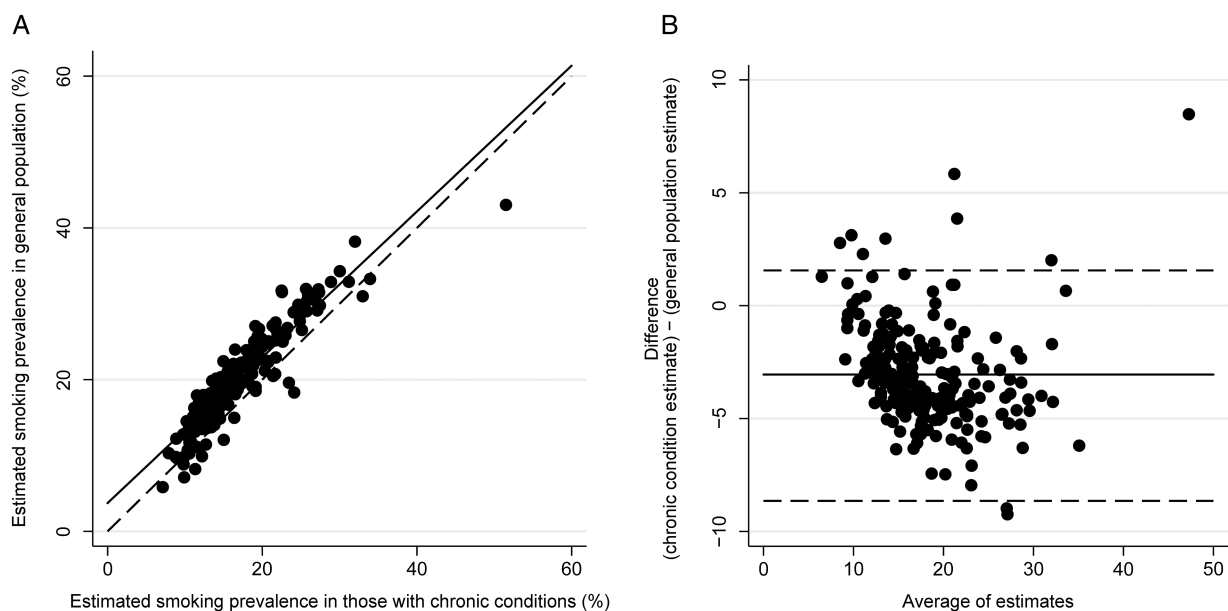 A
Estimated smoking prevalence in general population (%)
60
40
20
0
0 20 40 60
Estimated smoking prevalence in those with chronic conditions (%)
B
Difference
(chronic condition estimate) − (general population estimate)
10
5
0
−5
−10
0 10 20 30 40 50
Average of estimates